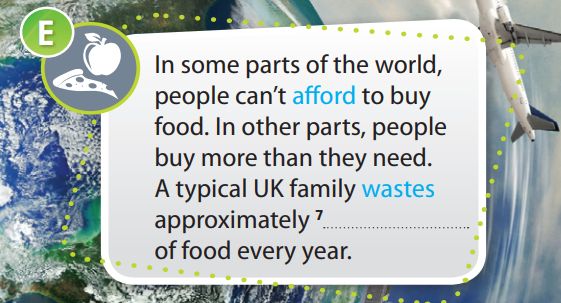 E
In some parts of the world,
people can't afford to buy
food. In other parts, people
buy more than they need.
A typical UK family wastes
approximately 7
of food every year.